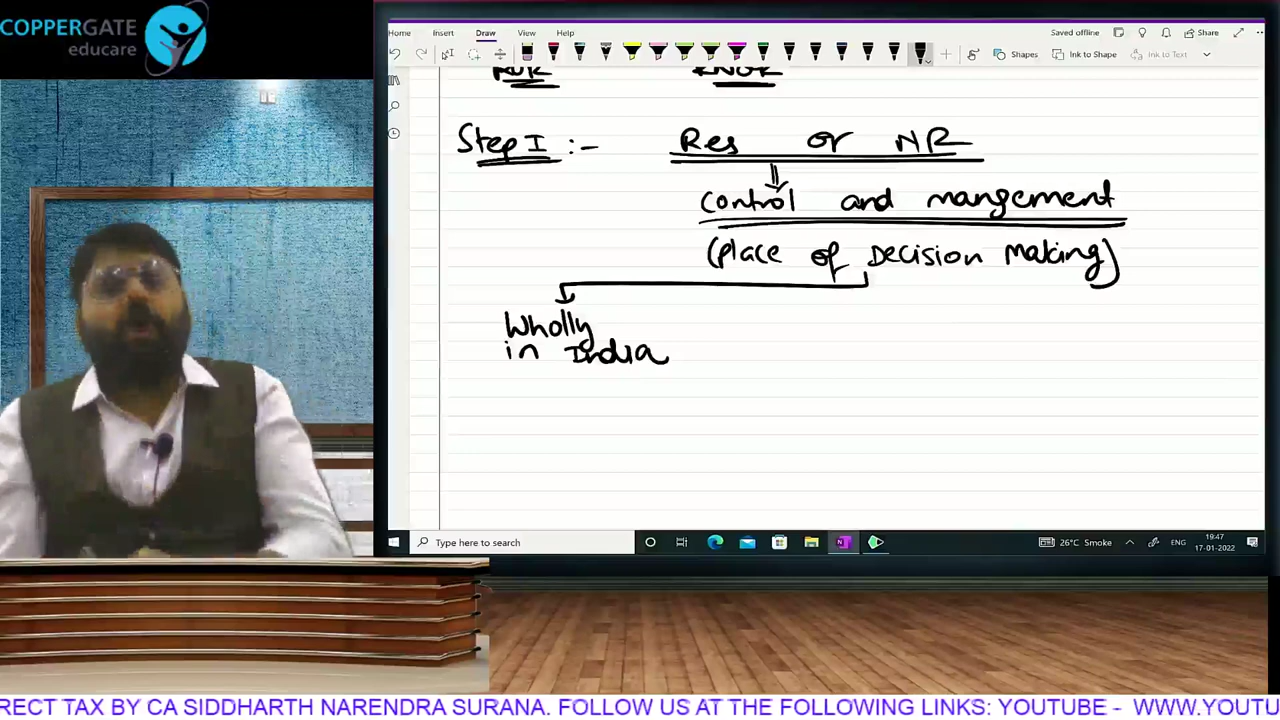 COPPERGATE
educare
Home Insert Draw View Help
Saved offline
Share
Shapes
Ink to Shape
Ink to Text
ROR RNOR
Step I :- Res or NR
control and mangement
(place of Decision Making)
Wholly
in India
Type here to search
26°C Smoke
ENG
19:47
17-01-2022
RECT TAX BY CA SIDDHARTH NARENDRA SURANA. FOLLOW US AT THE FOLLOWING LINKS: YOUTUBE - WWW.YOUTU